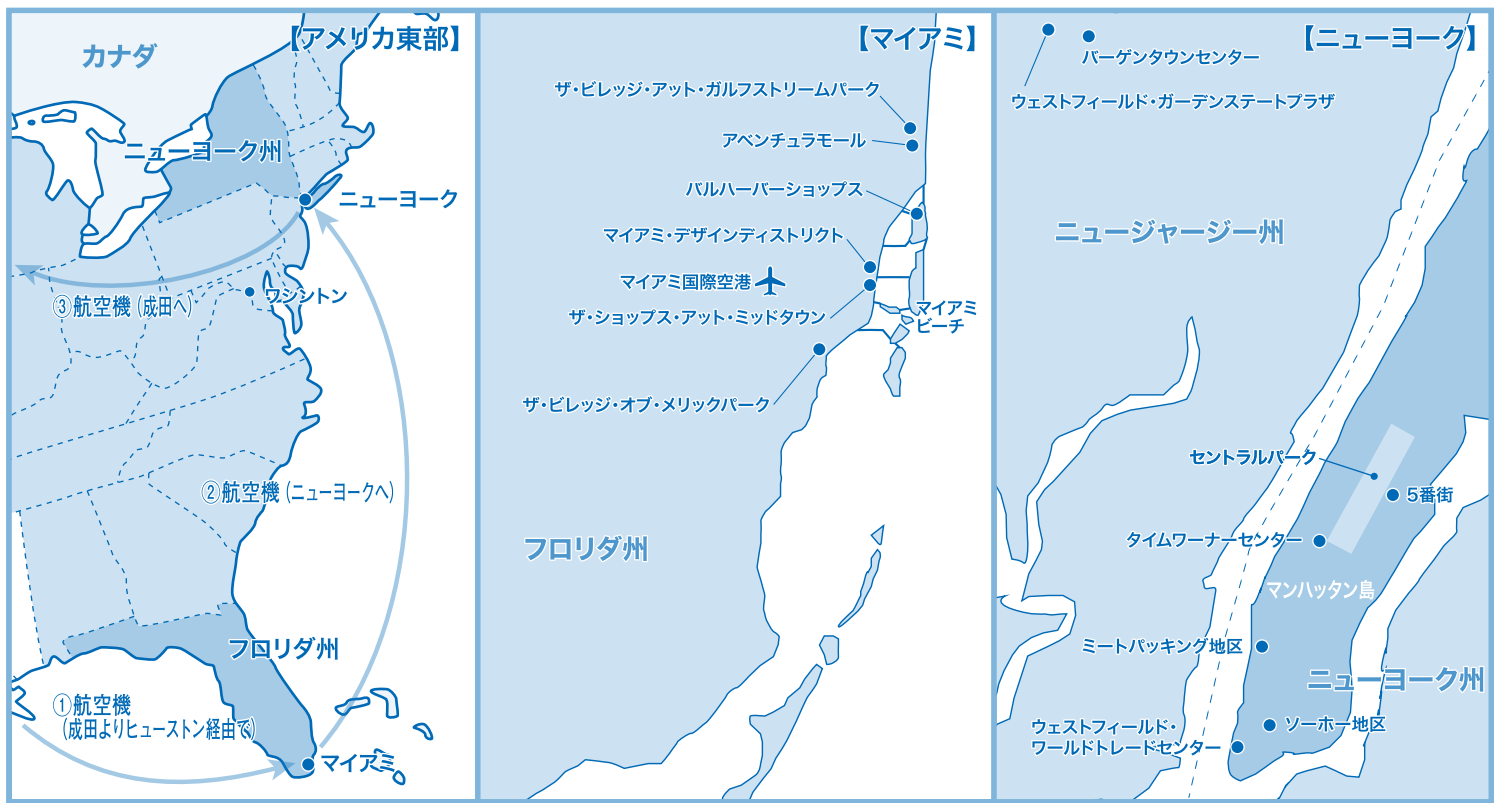 【アメリカ東部】
カナダ
ニューヨーク州
ニューヨーク
③航空機(成田へ)
ワシントン
②航空機(ニューヨークへ)
フロリダ州
①航空機
(成田よりヒューストン経由で)
マイアミ
【マイアミ】
ザ・ビレッジ・アット・ガルフストリームパーク
アベンチュラモール
バルハーバーショップス
マイアミ・デザインディストリクト
マイアミ国際空港
ザ・ショップス・アット・ミッドタウン
マイアミ
ビーチ
ザ・ビレッジ・オブ・メリックパーク
フロリダ州
【ニューヨーク】
バーゲンタウンセンター
ウェストフィールド・ガーデンステートプラザ
ニュージャージー州
セントラルパーク
5番街
タイムワーナーセンター
マンハッタン島
ミートパッキング地区
ニューヨーク州
ソーホー地区
ウェストフィールド・
ワールドトレードセンター